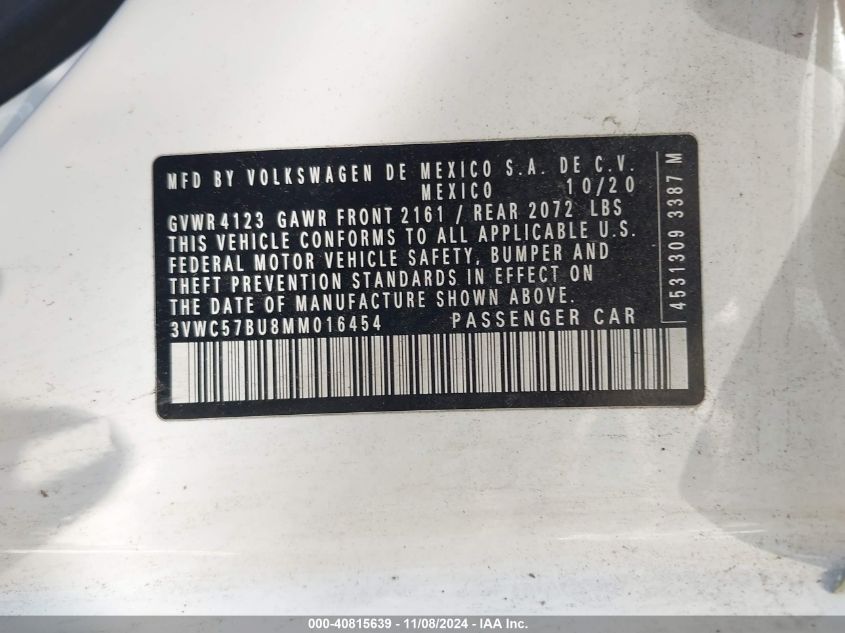 MFD BY VOLKSWAGEN DE MEXICO S.A. DE C.V.
MEXICO 10/20
GVWR 4123 GAWR FRONT 2161 / REAR 2072 LBS
THIS VEHICLE CONFORMS TO ALL APPLICABLE U.S.
FEDERAL MOTOR VEHICLE SAFETY, BUMPER AND
THEFT PREVENTION STANDARDS IN EFFECT ON
THE DATE OF MANUFACTURE SHOWN ABOVE.
3VWC57BU8MM016454 PASSENGER CAR
4531309 3387 M
000-40815639 - 11/08/2024 - IAA Inc.